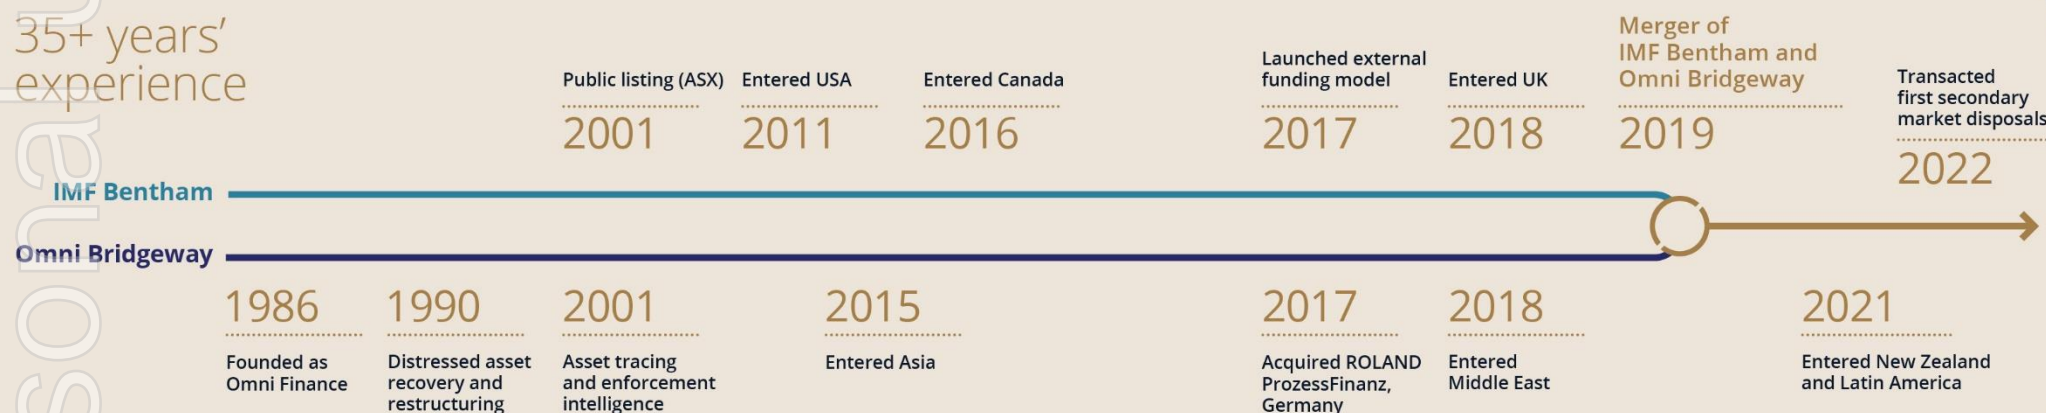 35+ years’
experience
Public listing (ASX)
2001
Entered USA
2011
Entered Canada
2016
Launched external
funding model
2017
Entered UK
2018
Merger of
IMF Bentham and
Omni Bridgeway
2019
Transacted
first secondary
market disposals
2022
IMF Bentham
Omni Bridgeway
1986
Founded as
Omni Finance
1990
Distressed asset
recovery and
restructuring
2001
Asset tracing
and enforcement
intelligence
2015
Entered Asia
2017
Acquired ROLAND
ProzessFinanz,
Germany
2018
Entered
Middle East
2021
Entered New Zealand
and Latin America
sonal